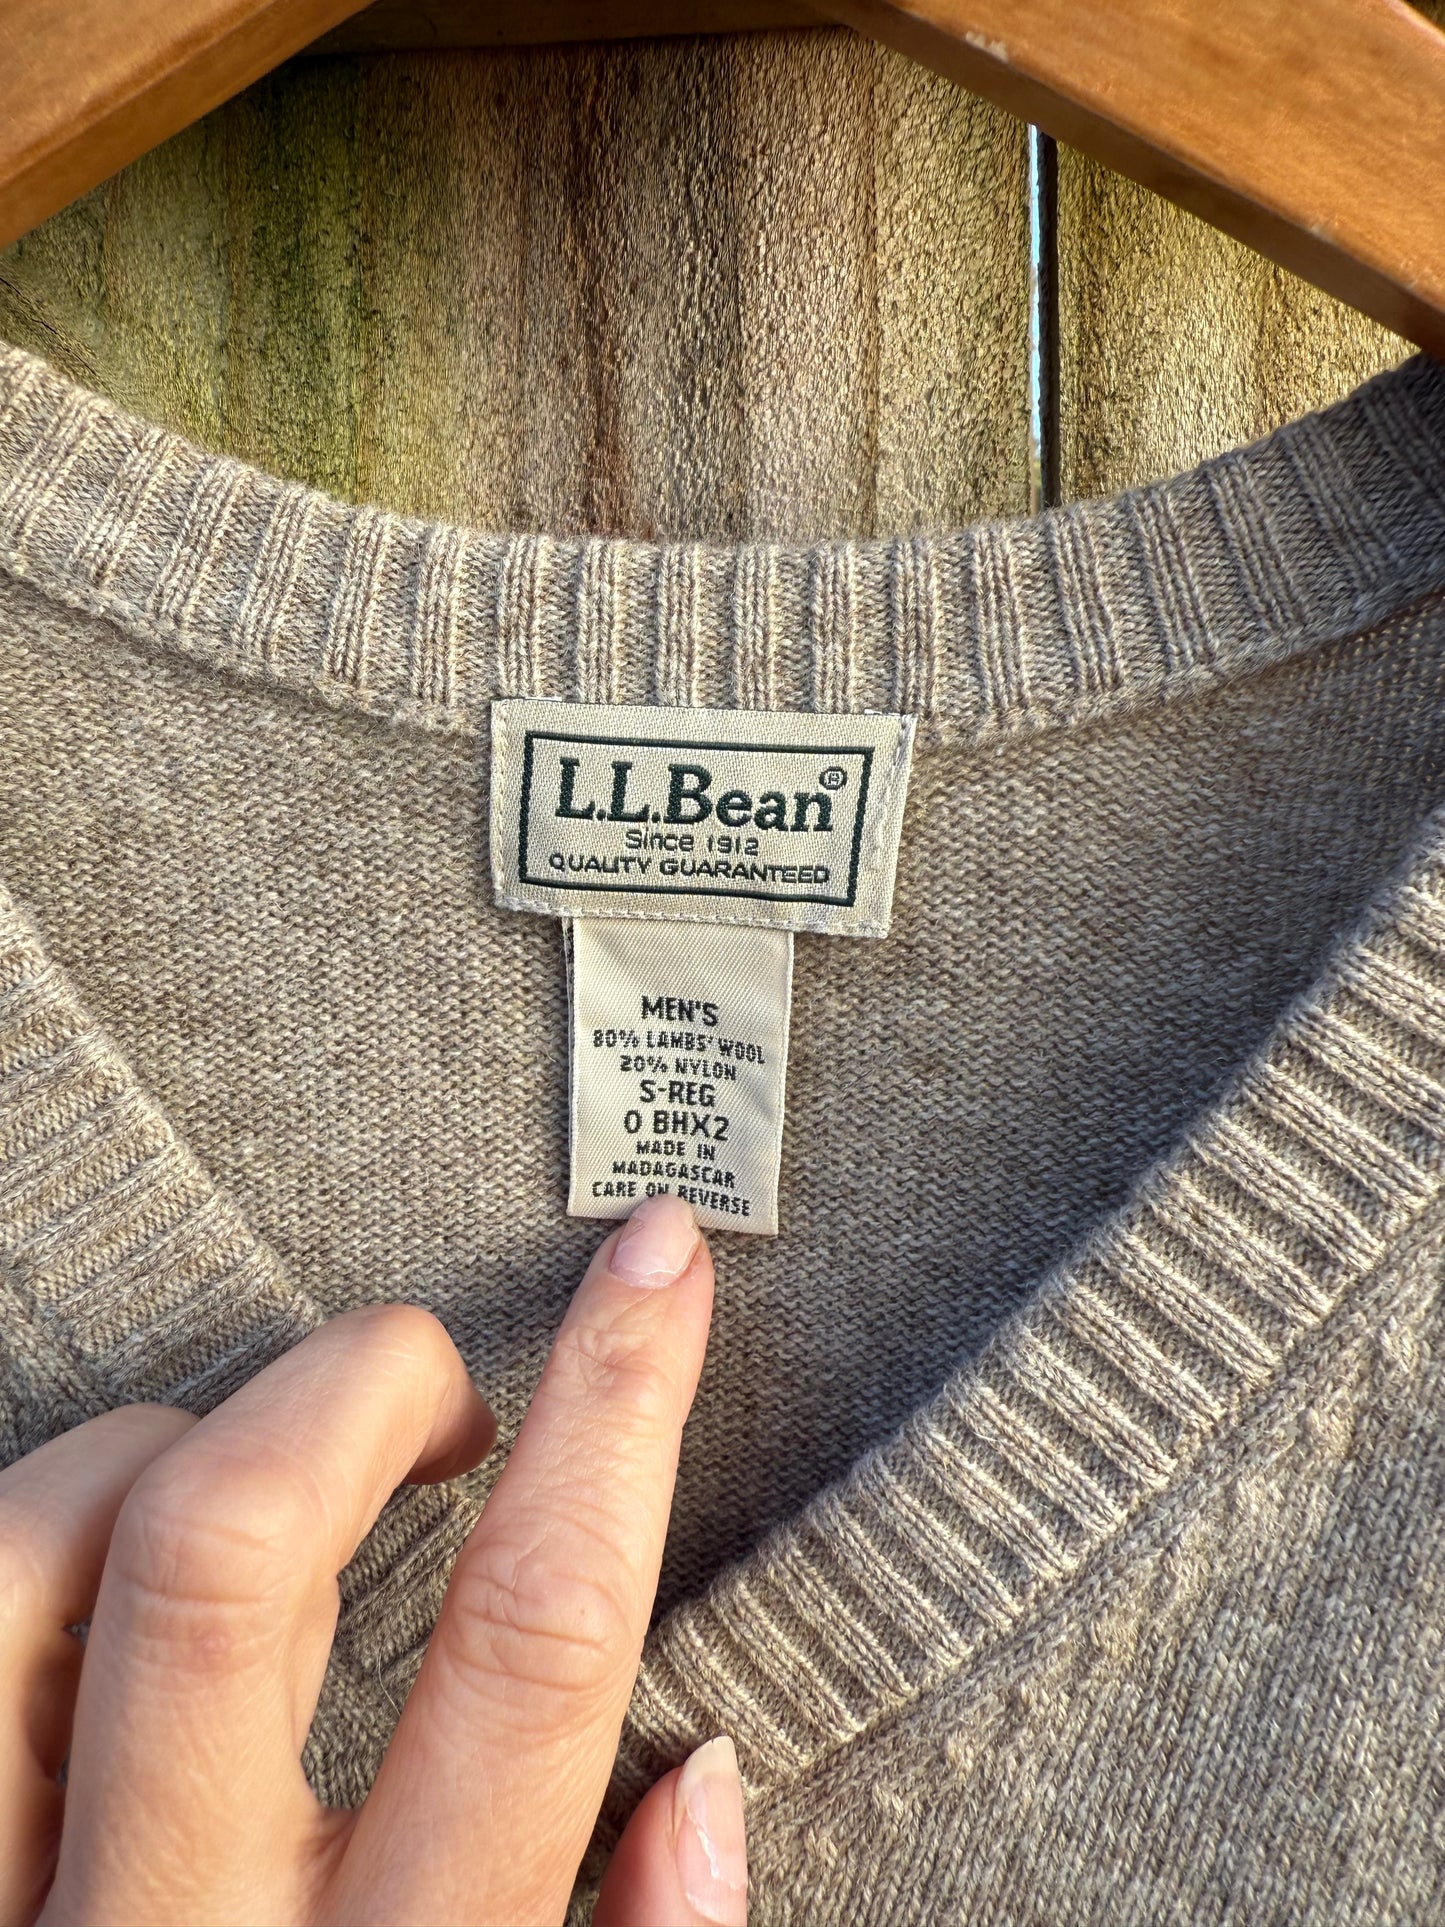 L.L.Bean®
Since 1912
QUALITY GUARANTEED
MEN'S
80% LAMBS' WOOL
20% NYLON
S-REG
0 BHX2
MADE IN
MADAGASCAR
CARE ON REVERSE